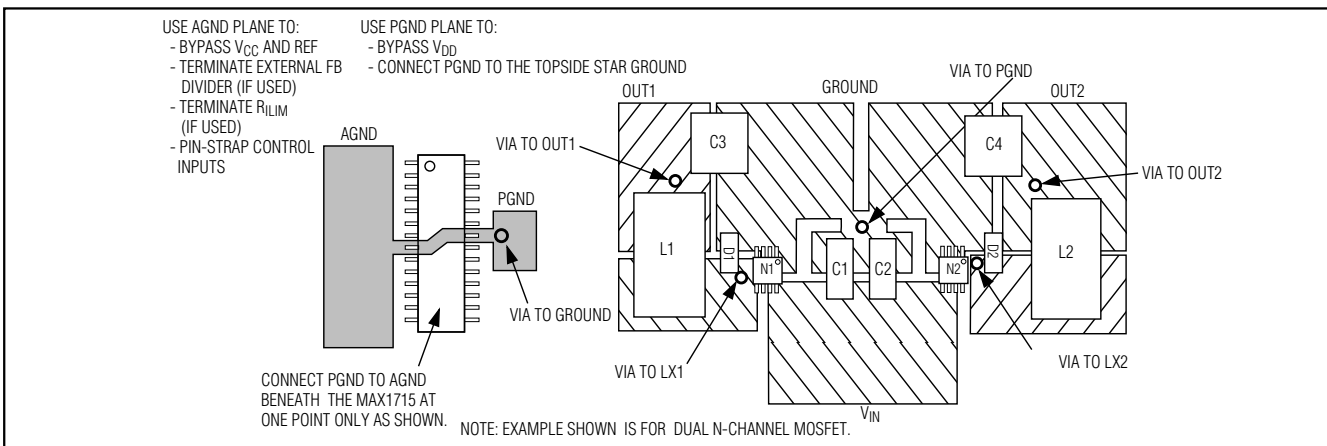 USE AGND PLANE TO:
- BYPASS VCC AND REF
- TERMINATE EXTERNAL FB
DIVIDER (IF USED)
- TERMINATE RILIM
(IF USED)
- PIN-STRAP CONTROL
INPUTS
USE PGND PLANE TO:
- BYPASS VDD
- CONNECT PGND TO THE TOPSIDE STAR GROUND
AGND
PGND
VIA TO GROUND
CONNECT PGND TO AGND
BENEATH THE MAX1715 AT
ONE POINT ONLY AS SHOWN.
VIA TO PGND
OUT1
GROUND
OUT2
C3
C4
VIA TO OUT1
VIA TO OUT2
L1
D1
N1
C1
C2
N2
D2
L2
VIA TO LX1
VIA TO LX2
VIN
NOTE: EXAMPLE SHOWN IS FOR DUAL N-CHANNEL MOSFET.